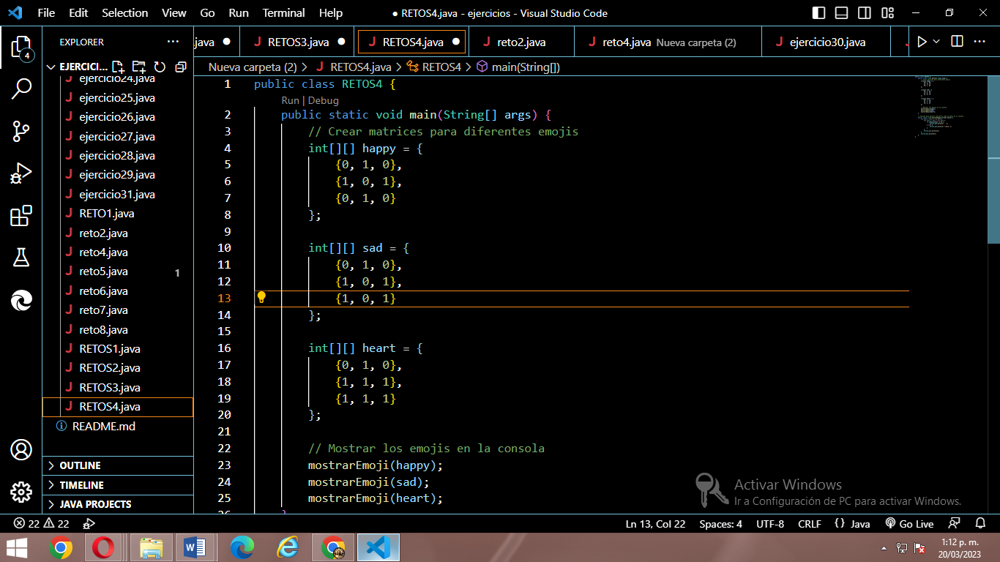 File Edit Selection View Go Run Terminal Help ● RETOS4.java - ejercicios - Visual Studio Code
EXPLORER ···
java RETOS3.java RETOS4.java reto2.java reto4.java Nueva carpeta (2) ejercicio30.java
4
EJERCICI...
Nueva carpeta (2) > RETOS4.java > RETOS4 > main(String[])
ejercicio24.java
ejercicio25.java
ejercicio26.java
ejercicio27.java
ejercicio28.java
ejercicio29.java
ejercicio31.java
RETO1.java
reto2.java
reto4.java
reto5.java 1
reto6.java
reto7.java
reto8.java
RETOS1.java
RETOS2.java
RETOS3.java
RETOS4.java
README.md
OUTLINE
TIMELINE
JAVA PROJECTS
1 public class RETOS4 {
Run | Debug
2 public static void main(String[] args) {
3 // Crear matrices para diferentes emojis
4 int[][] happy = {
5 {0, 1, 0},
6 {1, 0, 1},
7 {0, 1, 0}
8 };
9
10 int[][] sad = {
11 {0, 1, 0},
12 {1, 0, 1},
13 {1, 0, 1}
14 };
15
16 int[][] heart = {
17 {0, 1, 0},
18 {1, 1, 1},
19 {1, 1, 1}
20 };
21
22 // Mostrar los emojis en la consola
23 mostrarEmoji(happy);
24 mostrarEmoji(sad);
25 mostrarEmoji(heart);
26 }
Activar Windows
Ir a Configuración de PC para activar Windows.
22 22 Ln 13, Col 22 Spaces: 4 UTF-8 CRLF {} Java Go Live
1:12 p. m.
20/03/2023